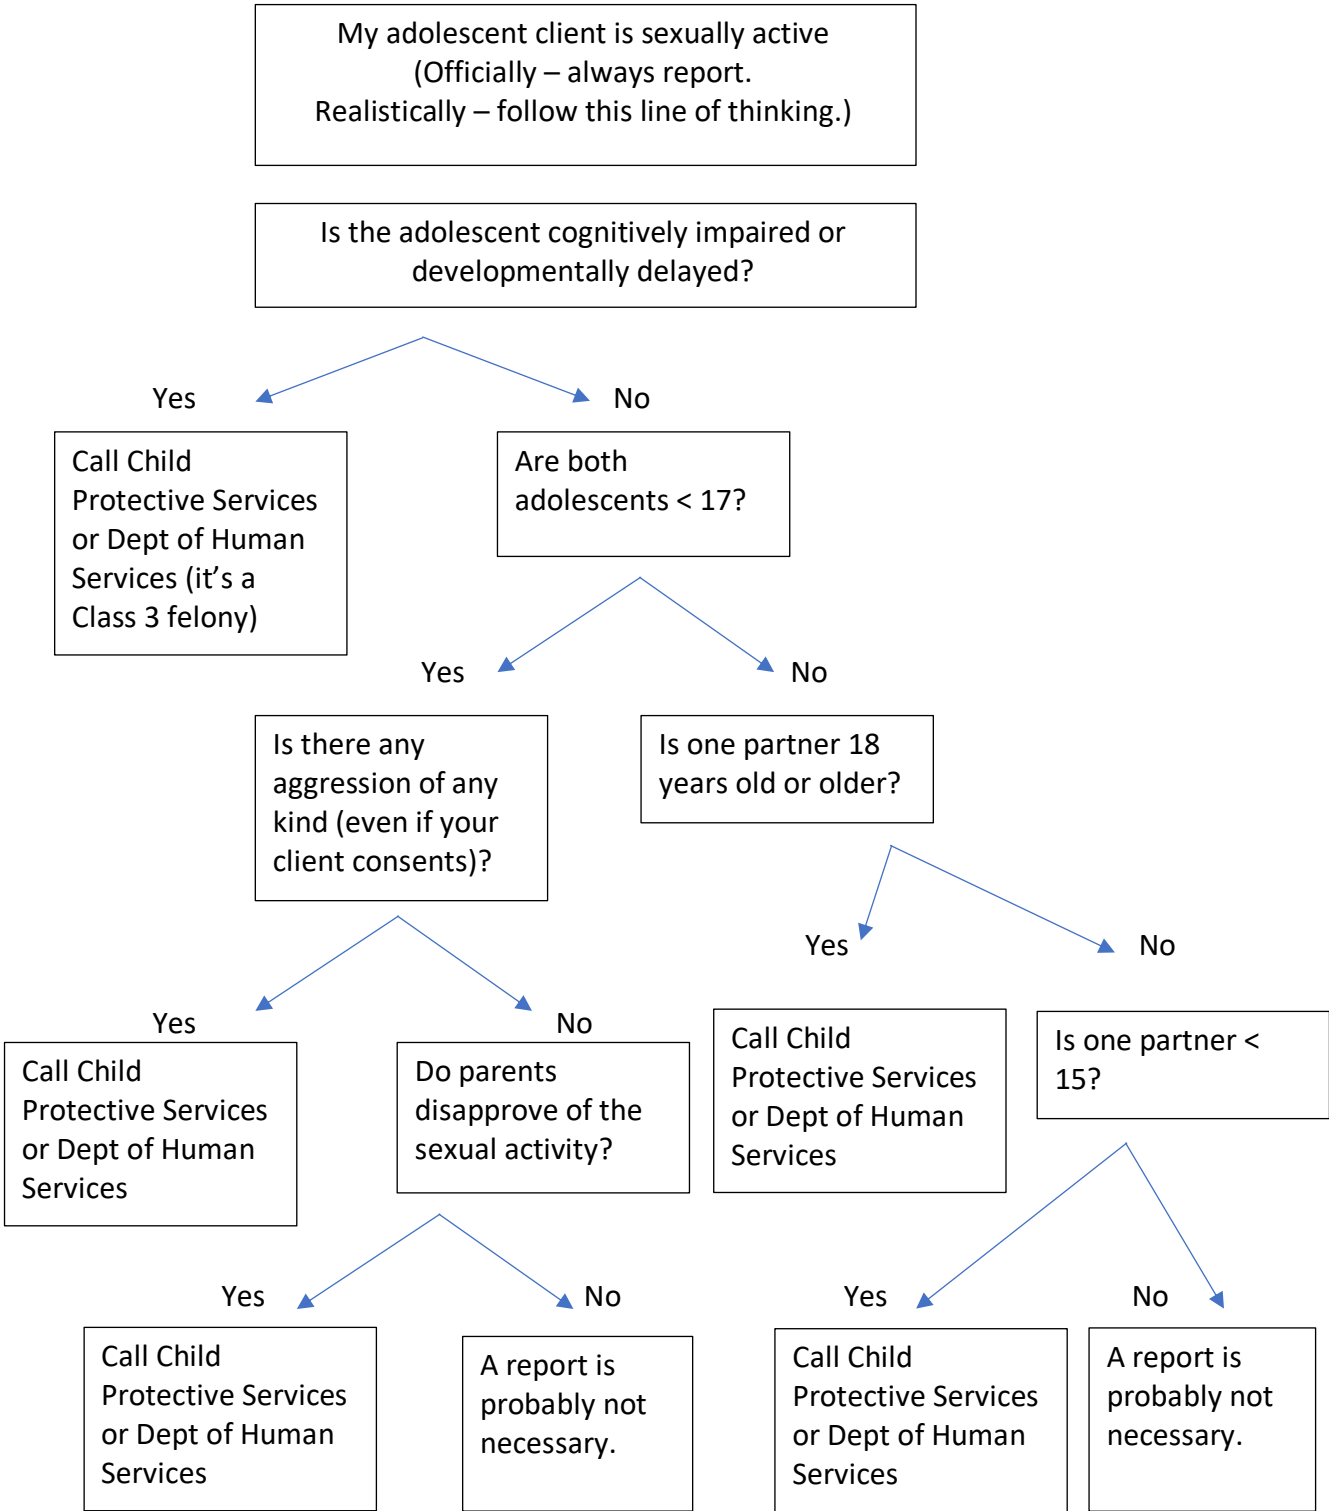 My adolescent client is sexually active
(Officially – always report.
Realistically – follow this line of thinking.)
Is the adolescent cognitively impaired or
developmentally delayed?
Yes
No
Call Child
Protective Services
or Dept of Human
Services (it’s a
Class 3 felony)
Are both
adolescents < 17?
Yes
No
Is there any
aggression of any
kind (even if your
client consents)?
Is one partner 18
years old or older?
Yes
No
Yes
No
Call Child
Protective Services
or Dept of Human
Services
Do parents
disapprove of the
sexual activity?
Call Child
Protective Services
or Dept of Human
Services
Is one partner <
15?
Yes
No
Yes
No
Call Child
Protective Services
or Dept of Human
Services
A report is
probably not
necessary.
Call Child
Protective Services
or Dept of Human
Services
A report is
probably not
necessary.